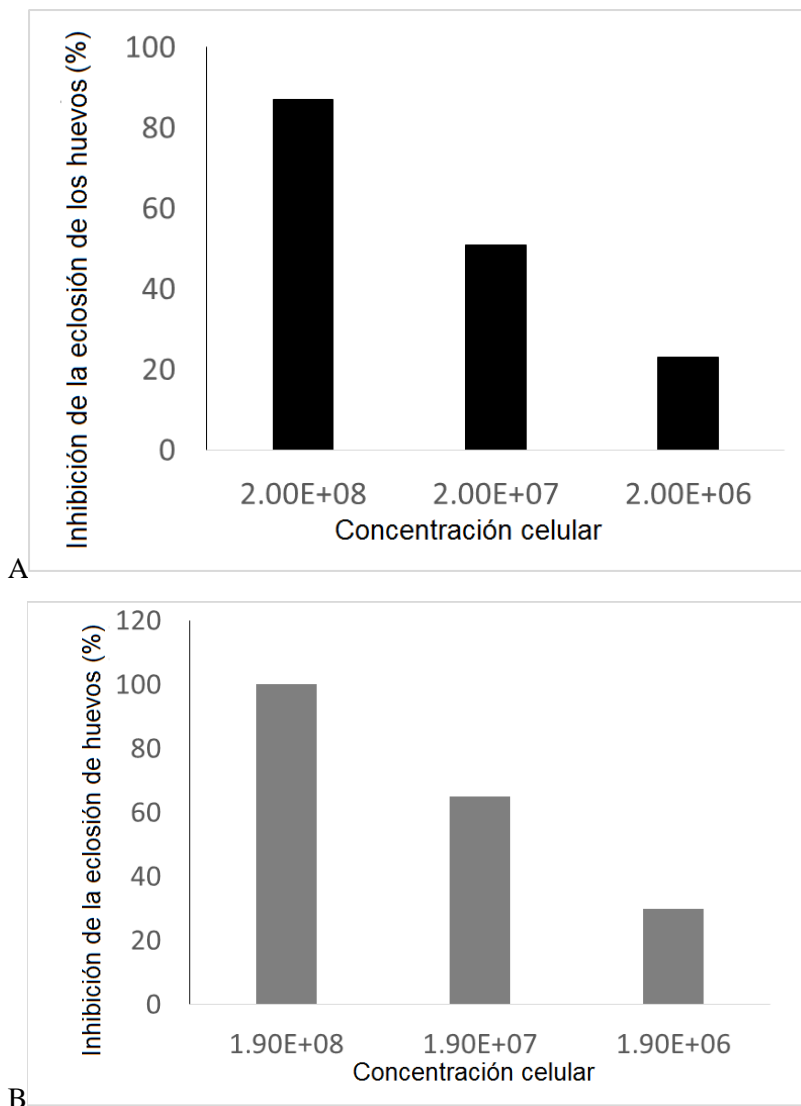 Inhibición de la eclosión de los huevos (%)
100
80
60
40
20
0
2.00E+08 2.00E+07 2.00E+06
Concentración celular
A
Inhibición de la eclosión de huevos (%)
120
100
80
60
40
20
0
1.90E+08 1.90E+07 1.90E+06
Concentración celular
B